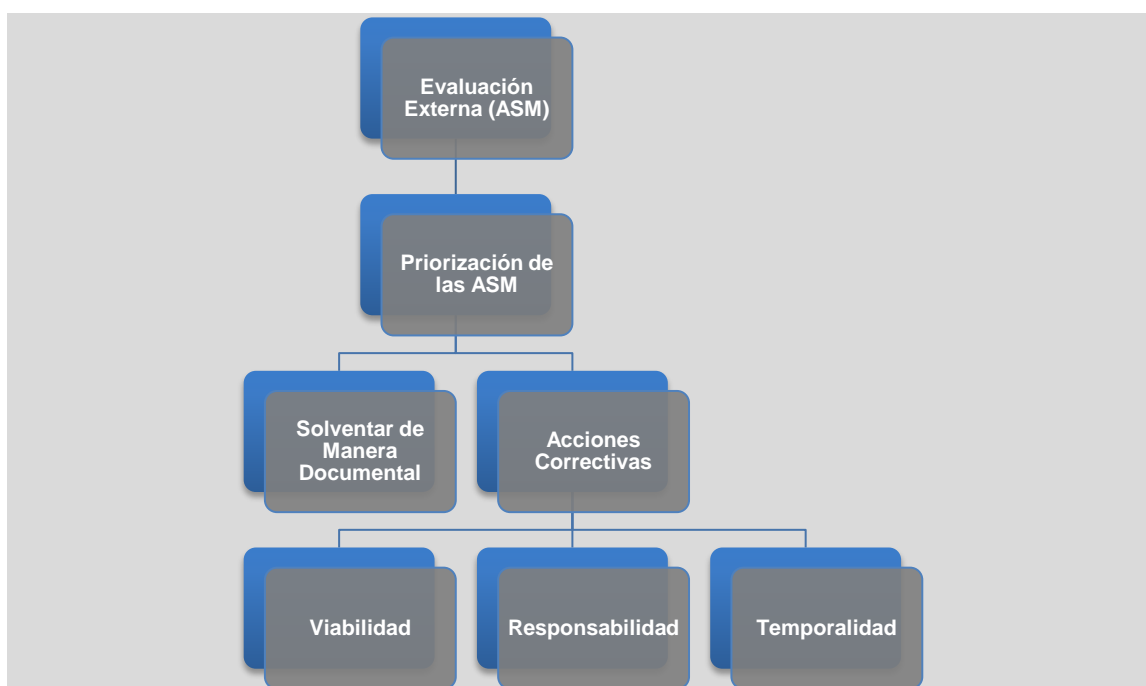 Evaluación
Externa (ASM)
Priorización de
las ASM
Solventar de
Manera
Documental
Acciones
Correctivas
Viabilidad
Responsabilidad
Temporalidad